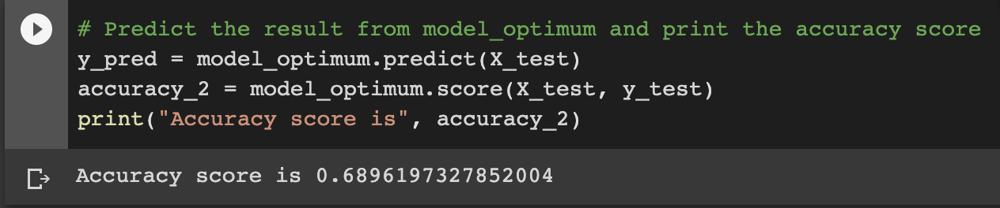 # Predict the result from model_optimum and print the accuracy score
y_pred = model_optimum.predict(X_test)
accuracy_2 = model_optimum.score(X_test, y_test)
print("Accuracy score is", accuracy_2)
Accuracy score is 0.6896197327852004